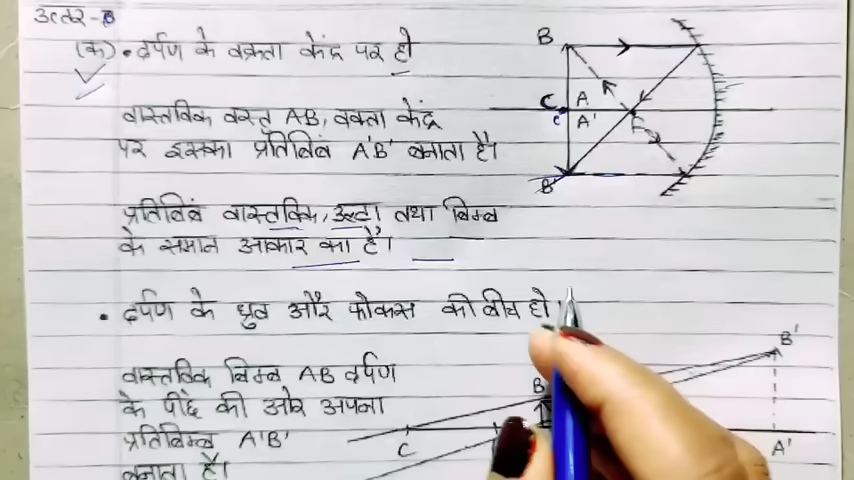 उत्तर-
(क). दर्पण के वक्रता केंद्र पर हो
वास्तविक वस्तु AB, वक्ता केंद्र
पर इसका प्रतिबिंब A'B' बनाता है।
प्रतिबिंब वास्तविक, उल्टा तथा बिम्ब
के समान आकार का है।
• दर्पण के ध्रुव और फोकस की बीच हो
वास्तविक बिम्ब AB दर्पण
के पीछे की ओर अपना
प्रतिबिम्ब A'B'
बनाता है।
B
C A
C A'
F
B'
B'
B
C
A'